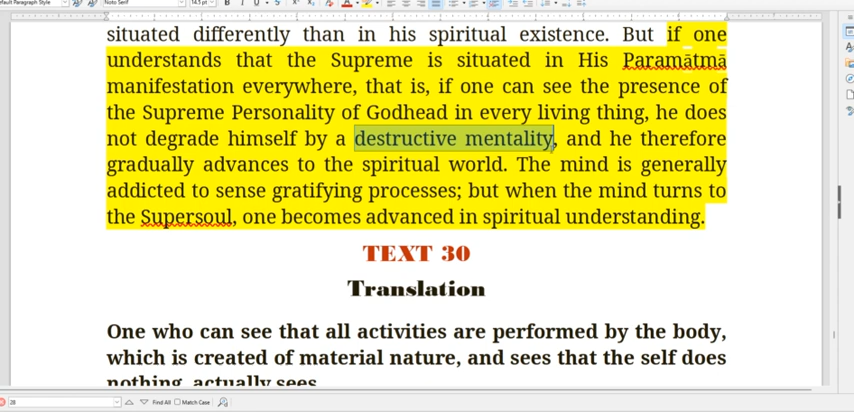 Default Paragraph Style Noto Serif 14.5 pt B I U S X² X₂ A
situated differently than in his spiritual existence. But if one
understands that the Supreme is situated in His Paramātmā
manifestation everywhere, that is, if one can see the presence of
the Supreme Personality of Godhead in every living thing, he does
not degrade himself by a destructive mentality, and he therefore
gradually advances to the spiritual world. The mind is generally
addicted to sense gratifying processes; but when the mind turns to
the Supersoul, one becomes advanced in spiritual understanding.
TEXT 30
Translation
One who can see that all activities are performed by the body,
which is created of material nature, and sees that the self does
nothing, actually sees.
28 Find All Match Case